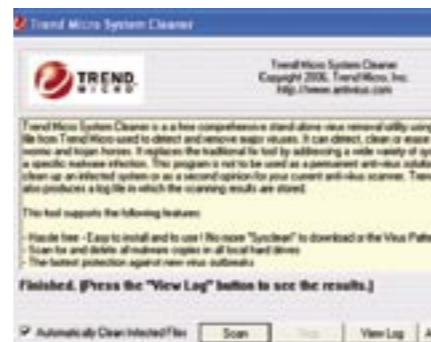 Trend Micro System Cleaner
TREND
MICRO
Trend Micro System Cleaner
Copyright 2006, Trend Micro, Inc.
http://www.antivirus.com
Trend Micro System Cleaner is a a free comprehensive stand alone virus removal utility using
file from Trend Micro used to detect and remove major viruses. It can detect, clean or erase
worms and trojan horses. It replaces the traditional fix tool by addressing a wide variety of sy
a specific malware infection. This program is not to be used as a permanent anti-virus solution
clean up an infected system or as a second opinion for your current anti-virus scanner. Tren
also produces a log file in which the scanning results are stored.
This tool supports the following features:
- Hassle free - Easy to install and to use! No more "Sysclean" to download or the Virus Patte
- Scan for and delete all malware copies in all local hard drives
- The fastest protection against new virus outbreaks
Finished. (Press the "View Log" button to see the results.)
Automatically Clean Infected Files
Scan
Stop
View Log
A